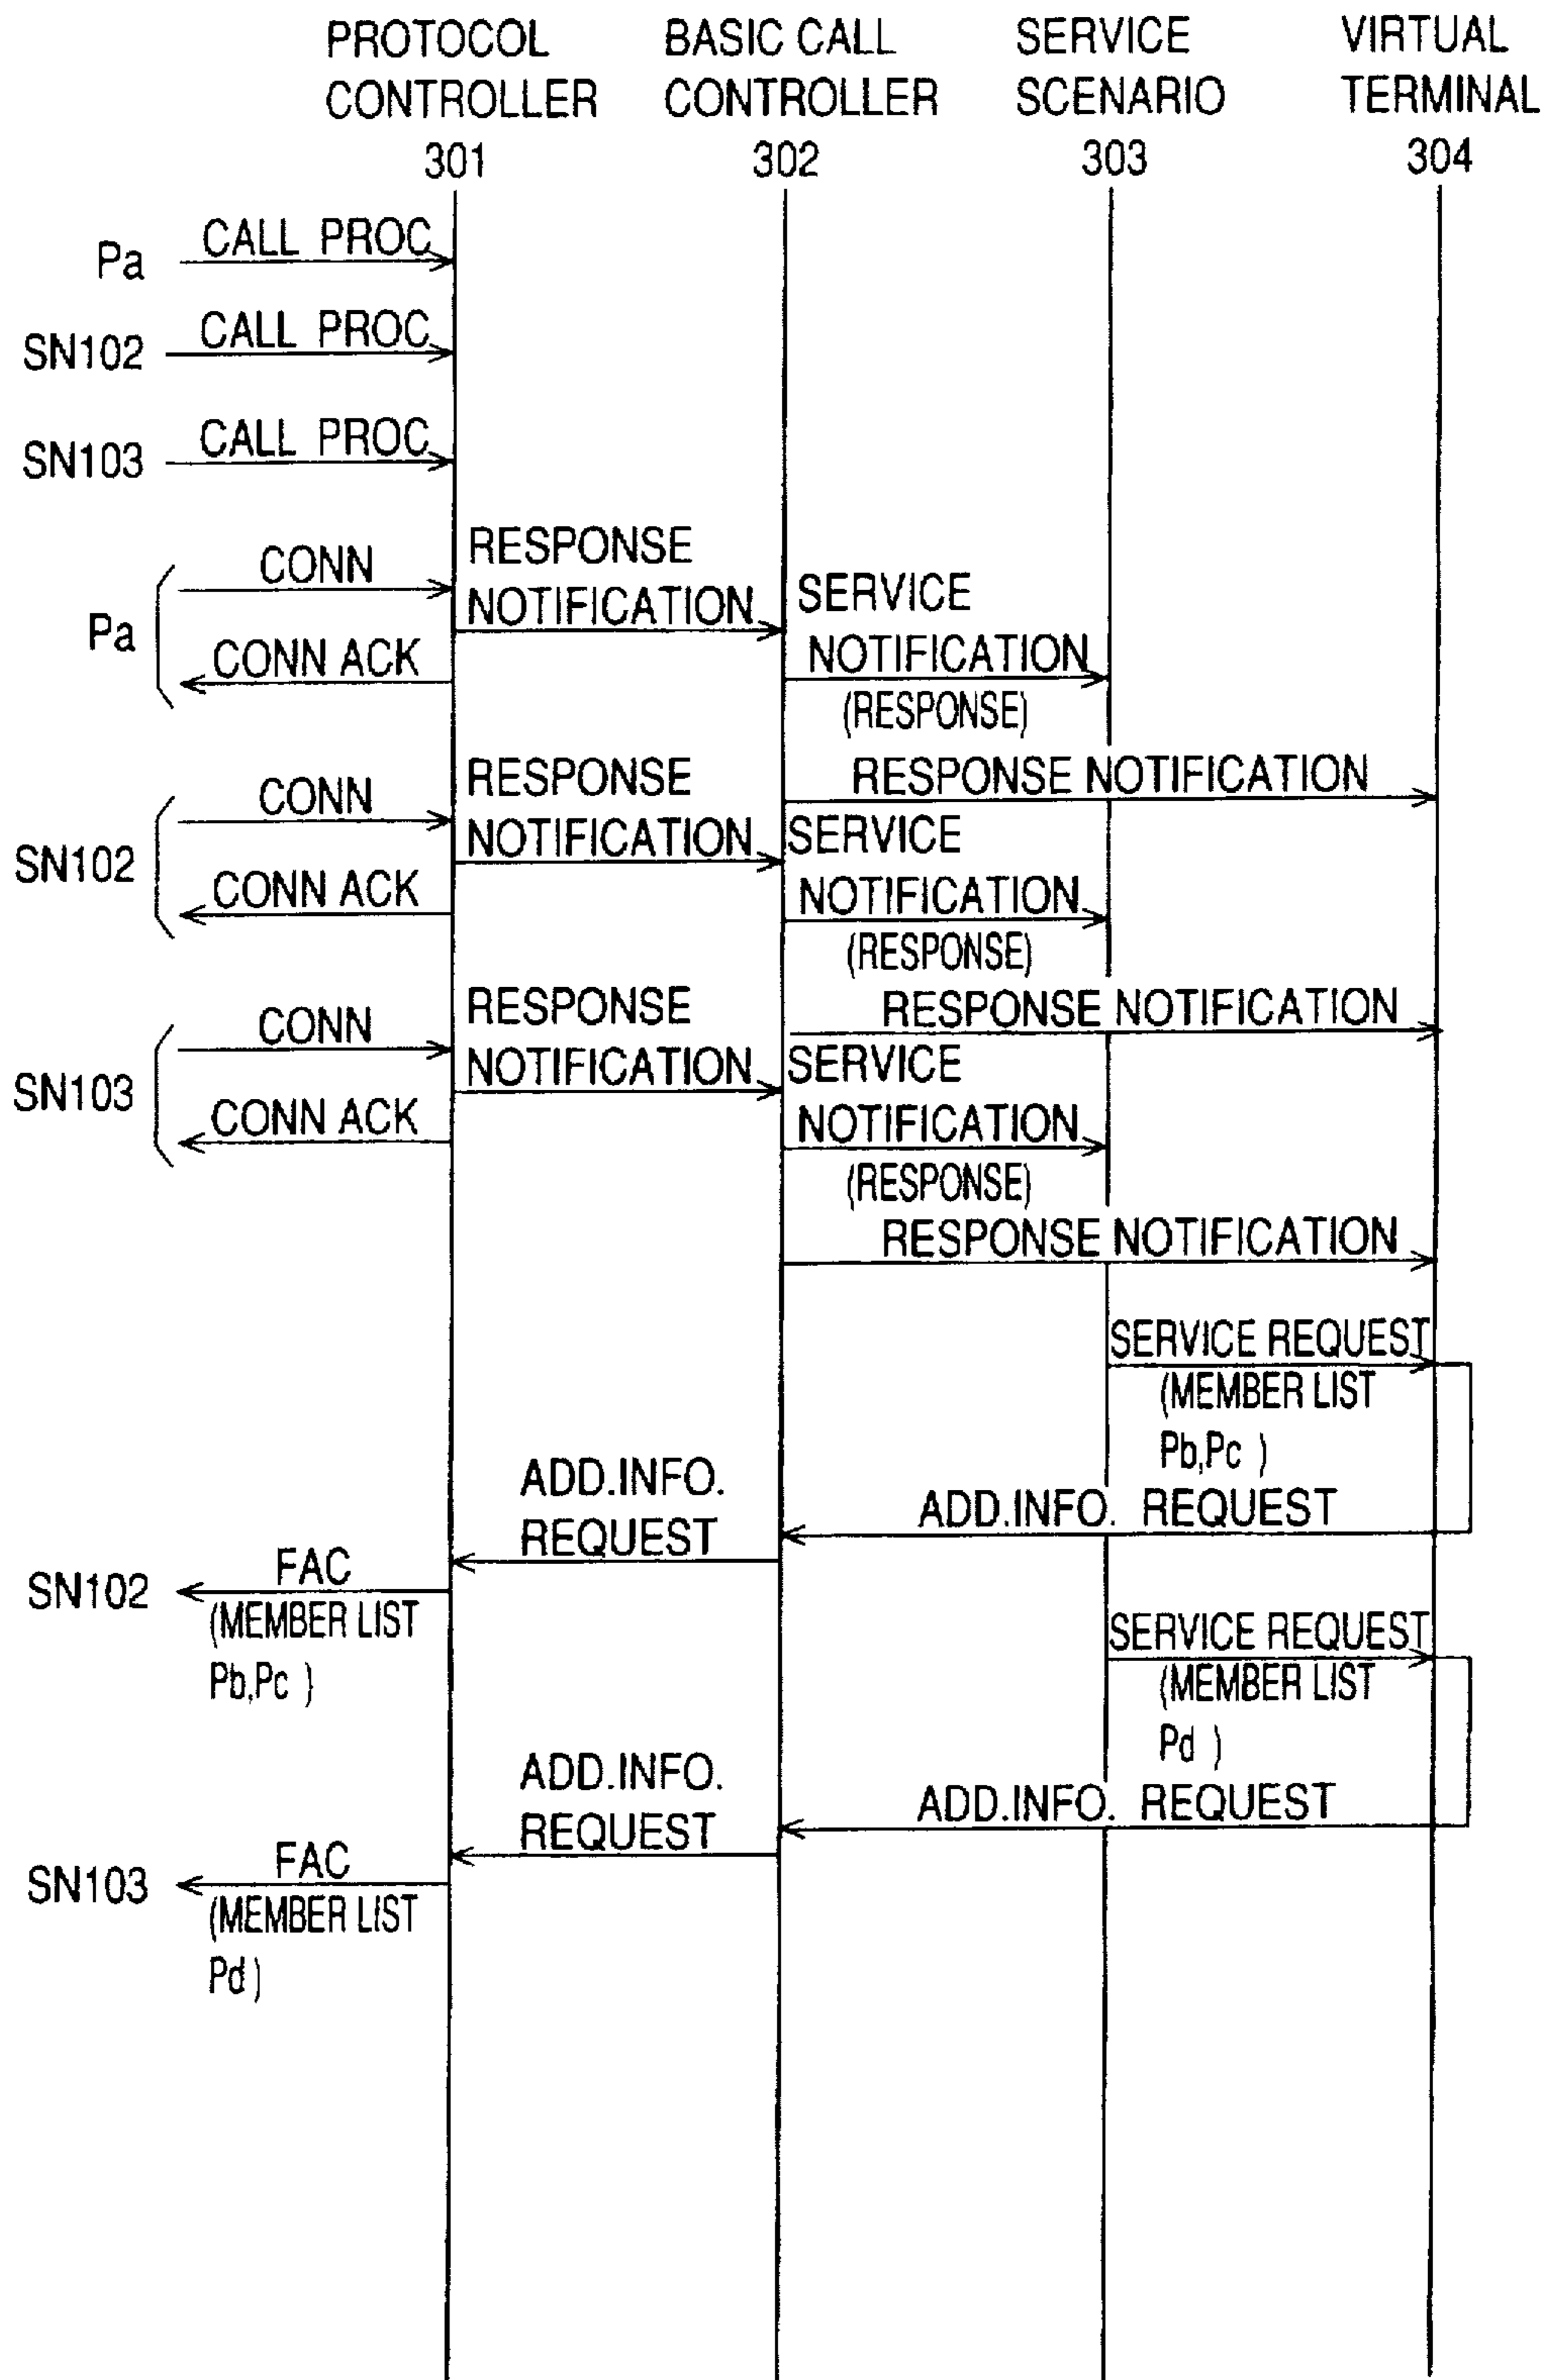 PROTOCOL CONTROLLER 301
BASIC CALL CONTROLLER 302
SERVICE SCENARIO 303
VIRTUAL TERMINAL 304
Pa
CALL PROC
SN102
CALL PROC
SN103
CALL PROC
Pa
CONN
CONN ACK
RESPONSE
NOTIFICATION
SERVICE
NOTIFICATION
(RESPONSE)
RESPONSE NOTIFICATION
SN102
CONN
CONN ACK
RESPONSE
NOTIFICATION
SERVICE
NOTIFICATION
(RESPONSE)
RESPONSE NOTIFICATION
SN103
CONN
CONN ACK
RESPONSE
NOTIFICATION
SERVICE
NOTIFICATION
(RESPONSE)
RESPONSE NOTIFICATION
SERVICE REQUEST
(MEMBER LIST
Pb,Pc )
ADD.INFO. REQUEST
ADD.INFO.
REQUEST
SN102
FAC
(MEMBER LIST
Pb,Pc )
SERVICE REQUEST
(MEMBER LIST
Pd )
ADD.INFO. REQUEST
ADD.INFO.
REQUEST
SN103
FAC
(MEMBER LIST
Pd )